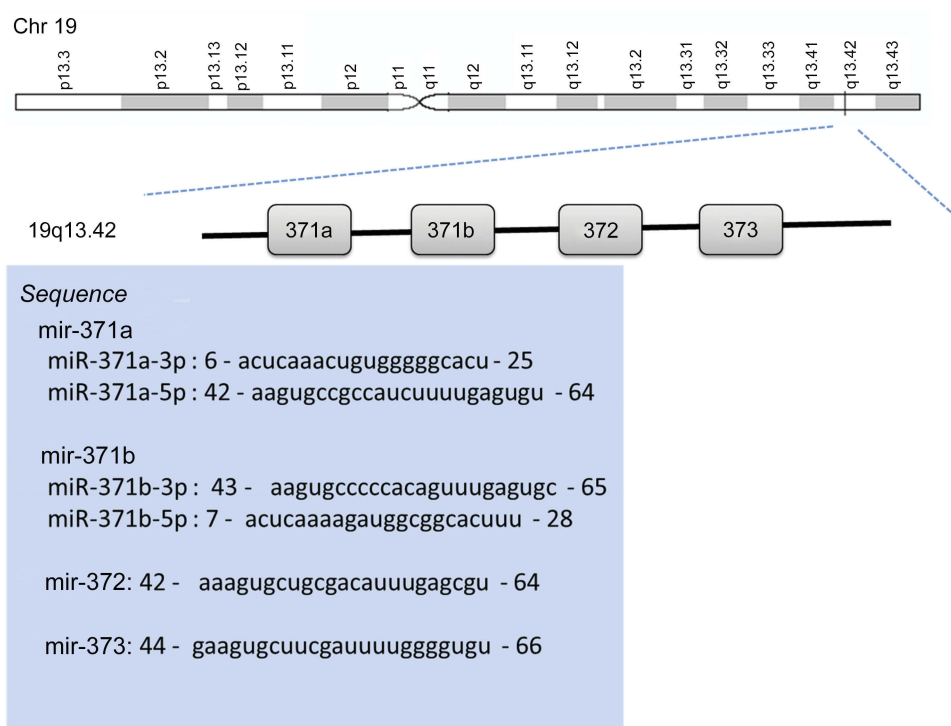 Chr 19
p13.3 p13.2 p13.13 p13.12 p13.11 p12 p11 q11 q12 q13.11 q13.12 q13.2 q13.31 q13.32 q13.33 q13.41 q13.42 q13.43
19q13.42 371a 371b 372 373
Sequence
mir-371a
miR-371a-3p : 6 - acucaaacugugggggcacu - 25
miR-371a-5p : 42 - aagugccgccaucuuuugagugu - 64
mir-371b
miR-371b-3p : 43 - aagugcccccacaguuugagugc - 65
miR-371b-5p : 7 - acucaaaagauggcggcacuuu - 28
mir-372: 42 - aaagugcugcgacauuugagcgu - 64
mir-373: 44 - gaagugcuucgauuuuggggugu - 66